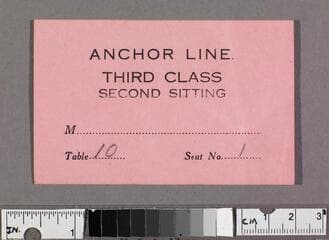 ANCHOR LINE.
THIRD CLASS
SECOND SITTING
M.............................................................
Table...10......... Seat No......1......
IN. 1 CM 1 2 3